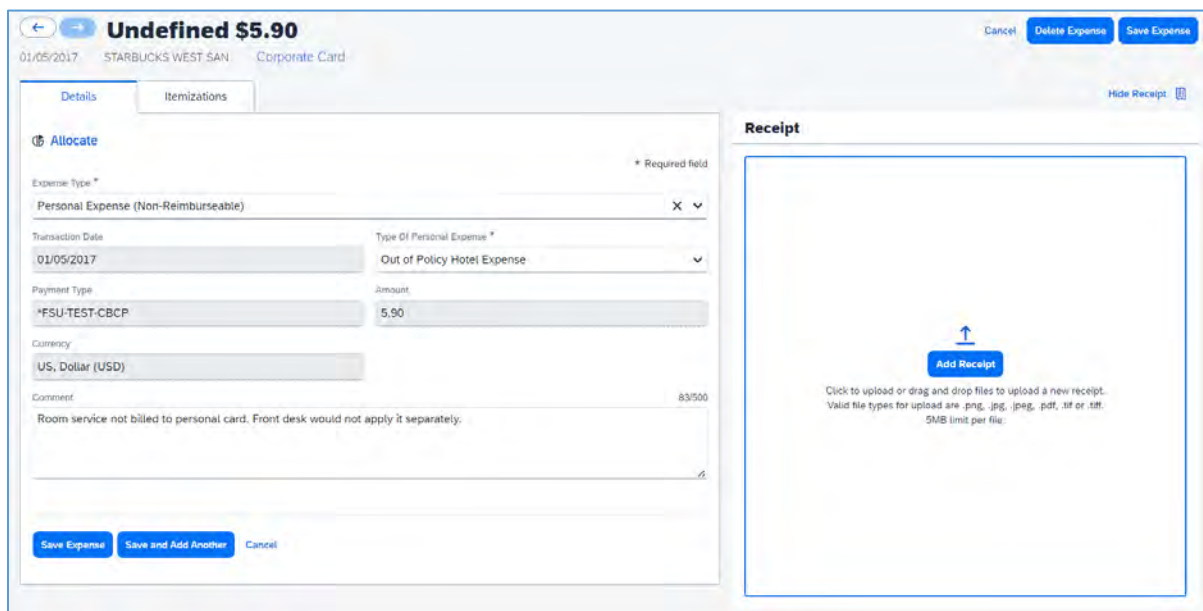 Undefined $5.90
Cancel
Delete Expense
Save Expense
01/05/2017 STARBUCKS WEST SAN Corporate Card
Details
Itemizations
Hide Receipt
Allocate
* Required field
Receipt
Expense Type *
Personal Expense (Non-Reimburseable)
Transaction Date
Type Of Personal Expense *
01/05/2017
Out of Policy Hotel Expense
Payment Type
Amount
*FSU-TEST-CBCP
5.90
Currency
US, Dollar (USD)
Comment
83/500
Room service not billed to personal card. Front desk would not apply it separately.
Add Receipt
Click to upload or drag and drop files to upload a new receipt.
Valid file types for upload are .png, .jpg, .jpeg, .pdf, .tif or .tiff.
5MB limit per file.
Save Expense
Save and Add Another
Cancel